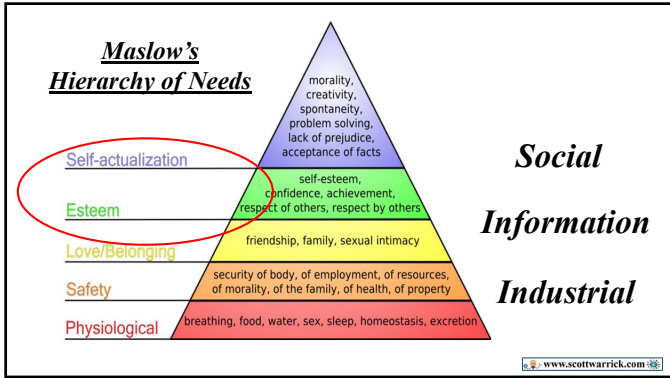 Maslow's
Hierarchy of Needs
morality,
creativity,
spontaneity,
problem solving,
lack of prejudice,
acceptance of facts
Self-actualization
self-esteem,
confidence, achievement,
respect of others, respect by others
Esteem
friendship, family, sexual intimacy
Love/Belonging
security of body, of employment, of resources,
of morality, of the family, of health, of property
Safety
breathing, food, water, sex, sleep, homeostasis, excretion
Physiological
Social
Information
Industrial
www.scottwarrick.com